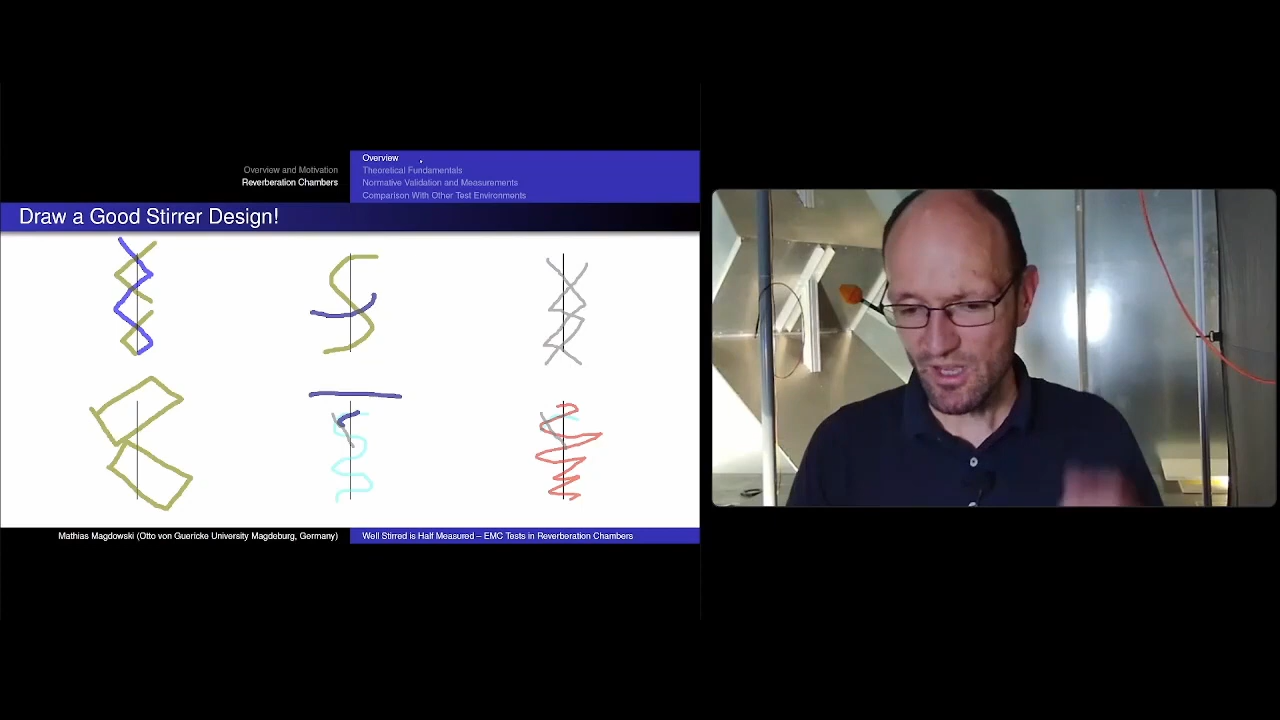 Overview and Motivation
Reverberation Chambers
Overview
Theoretical Fundamentals
Normative Validation and Measurements
Comparison With Other Test Environments
Draw a Good Stirrer Design!
Mathias Magdowski (Otto von Guericke University Magdeburg, Germany)
Well Stirred is Half Measured – EMC Tests in Reverberation Chambers